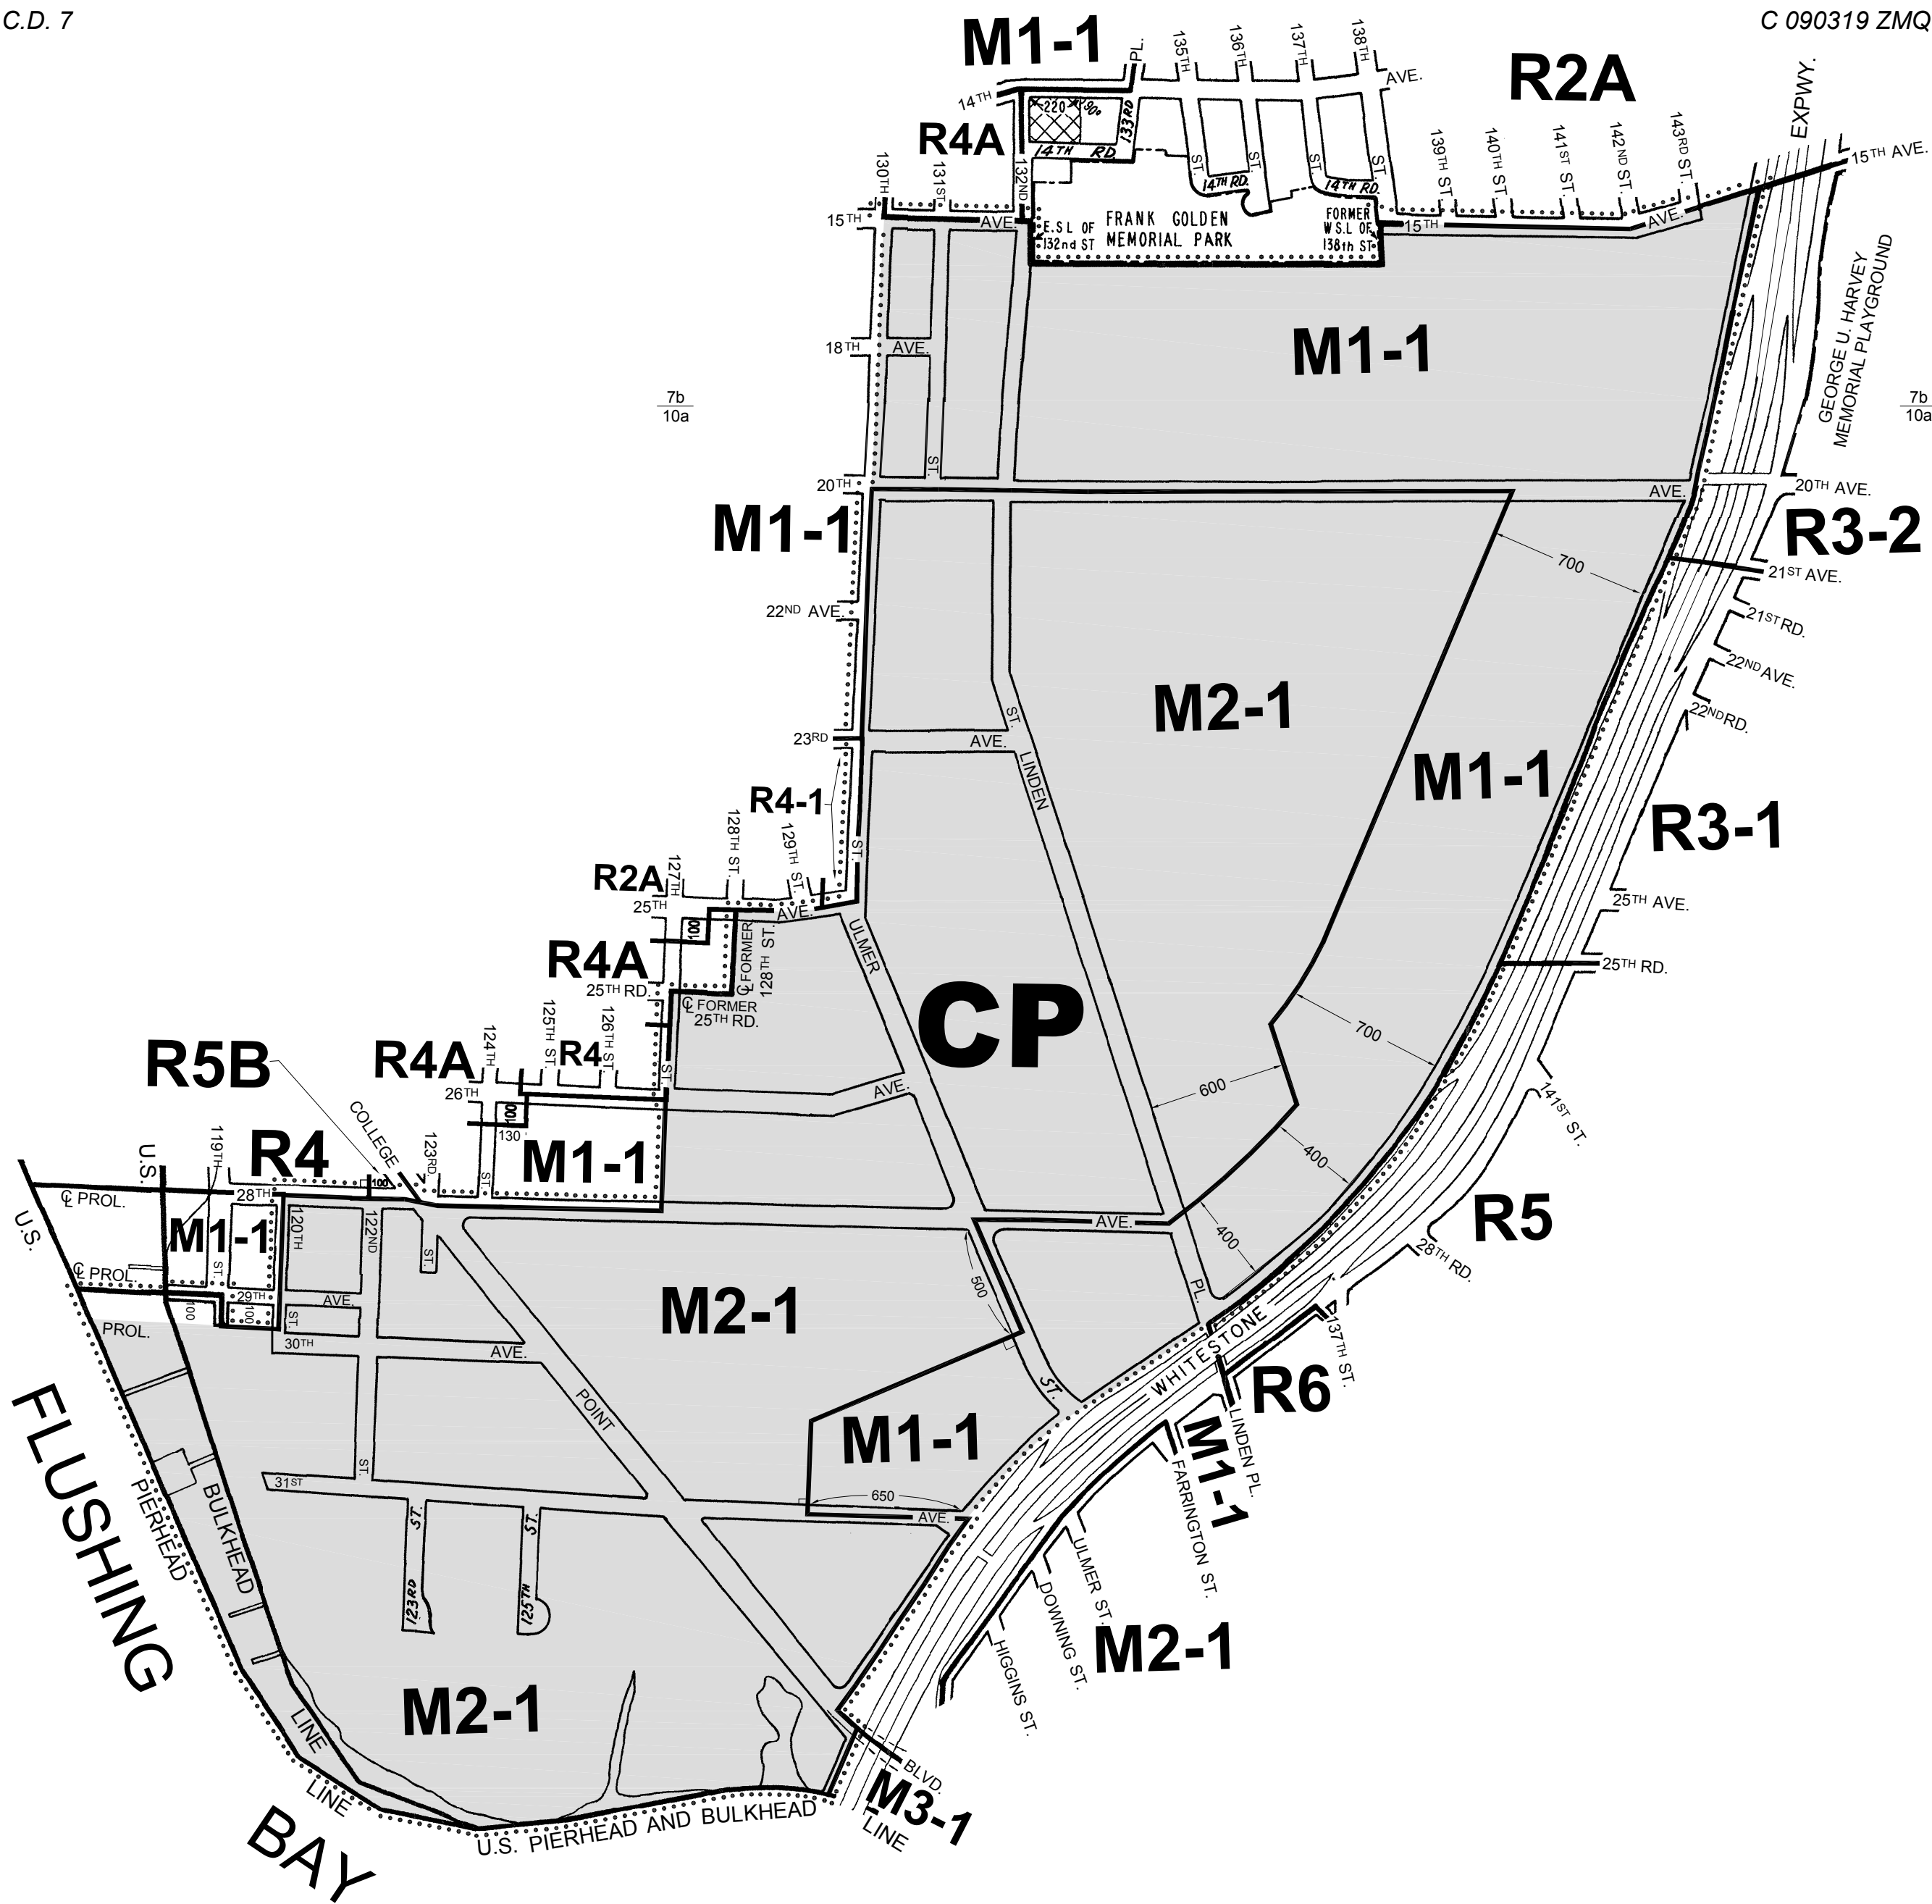 C.D. 7
C 090319 ZMQ
M1-1
PL.
135TH
136TH
137TH
138TH
AVE.
R2A
EXPWY.
14TH
220
90°
133RD
R4A
14TH RD.
132ND
ST.
ST.
ST.
ST.
14TH RD.
14TH RD.
139TH ST.
140TH ST.
141ST ST.
142ND ST.
143RD ST.
15TH AVE.
130TH
131ST
15TH
AVE.
E.S.L OF
132nd ST
FRANK GOLDEN
MEMORIAL PARK
FORMER
W.S.L OF
138th ST
15TH
AVE.
GEORGE U. HARVEY
MEMORIAL PLAYGROUND
18TH
AVE.
M1-1
7b
10a
7b
10a
ST.
20TH
AVE.
20TH AVE.
M1-1
R3-2
700
21ST AVE.
22ND AVE.
21ST RD.
22ND AVE.
M2-1
ST.
22ND RD.
23RD
AVE.
LINDEN
M1-1
R4-1
R3-1
128TH ST.
129TH ST.
ST.
127TH
R2A
25TH
AVE.
25TH AVE.
100
FORMER
128TH ST.
ULMER
R4A
25TH RD.
25TH RD.
℄ FORMER
25TH RD.
CP
124TH
125TH ST.
R4
126TH ST.
700
R5B
R4A
ST.
26TH
AVE.
600
100
130
141ST ST.
COLLEGE
119TH
R4
123RD
M1-1
400
U.S.
100
ST.
℄ PROL.
28TH
AVE.
R5
U.S.
M1-1
120TH
122ND
400
ST.
ST.
28TH RD.
℄ PROL.
500
PL.
29TH
AVE.
100
100
ST.
M2-1
PROL.
30TH
AVE.
WHITESTONE
137TH ST.
R6
ST.
FLUSHING
POINT
M1-1
LINDEN PL.
M1-1
ST.
31ST
650
AVE.
FARRINGTON ST.
PIERHEAD
BULKHEAD
ST.
ST.
123RD
125TH
ULMER ST.
DOWNING ST.
M2-1
HIGGINS ST.
M2-1
LINE
LINE
BLVD.
M3-1
LINE
U.S. PIERHEAD AND BULKHEAD
BAY